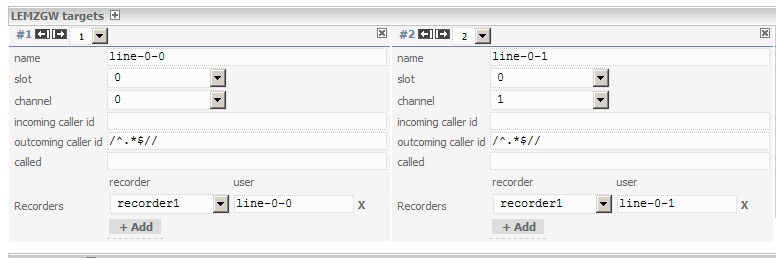 LEMZGW targets
#1 1
name line-0-0
slot 0
channel 0
incoming caller id
outcoming caller id /^.*$//
called
recorder user
Recorders recorder1 line-0-0 X
+ Add
#2 2
name line-0-1
slot 0
channel 1
incoming caller id
outcoming caller id /^.*$//
called
recorder user
Recorders recorder1 line-0-1 X
+ Add